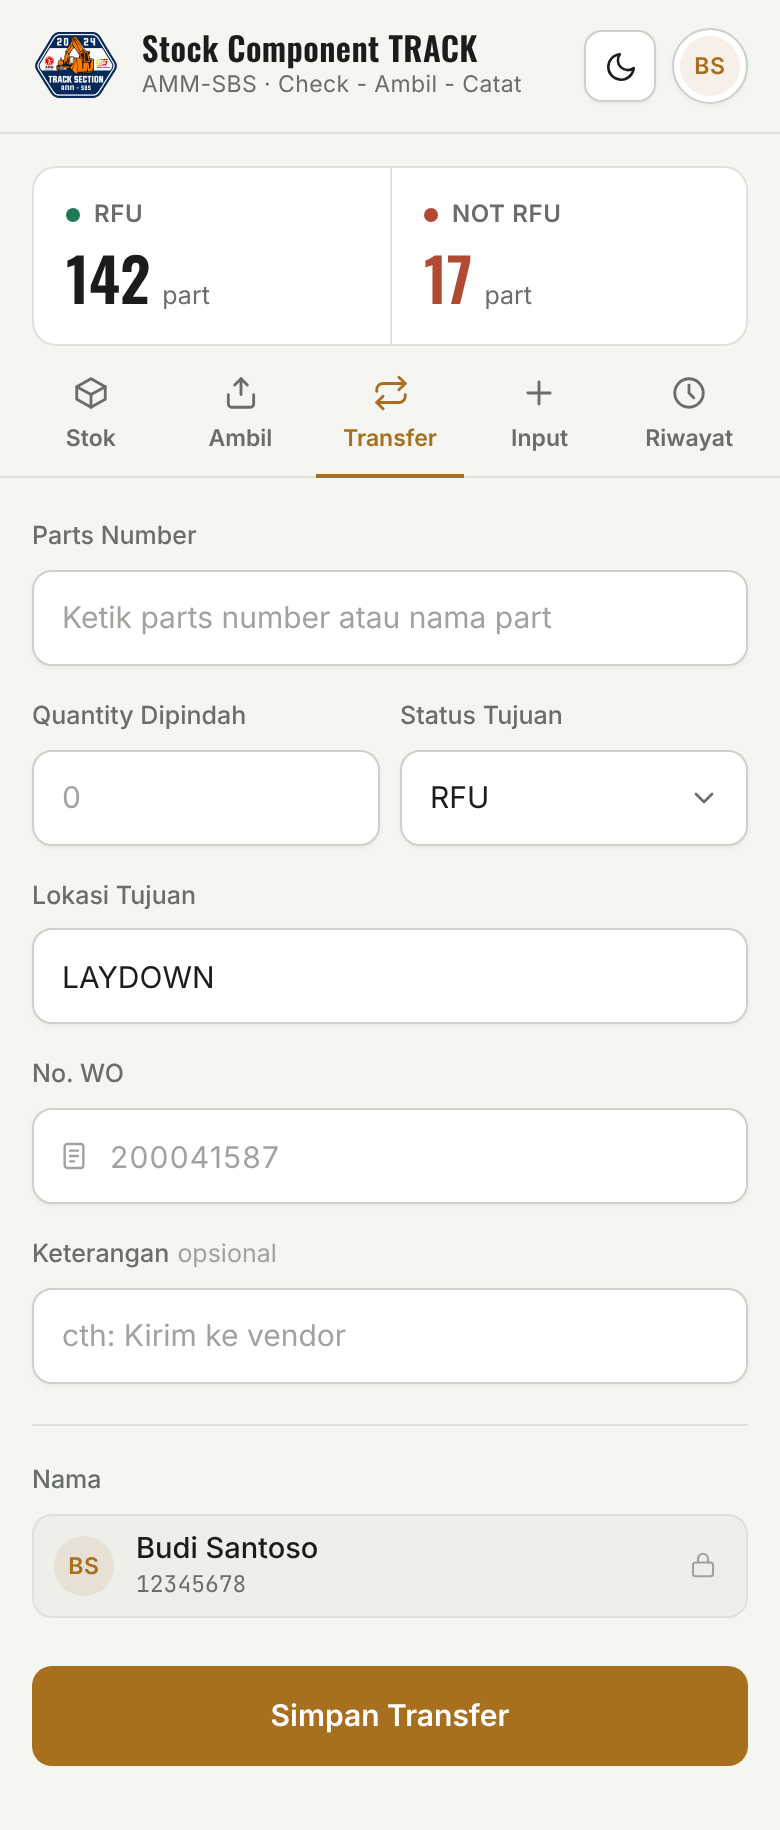 20 24
TRACK SECTION
AMM - SBS
Stock Component TRACK
AMM-SBS · Check - Ambil - Catat
BS
RFU
142 part
NOT RFU
17 part
Stok
Ambil
Transfer
Input
Riwayat
Parts Number
Ketik parts number atau nama part
Quantity Dipindah
Status Tujuan
0
RFU
Lokasi Tujuan
LAYDOWN
No. WO
200041587
Keterangan opsional
cth: Kirim ke vendor
Nama
BS
Budi Santoso
12345678
Simpan Transfer